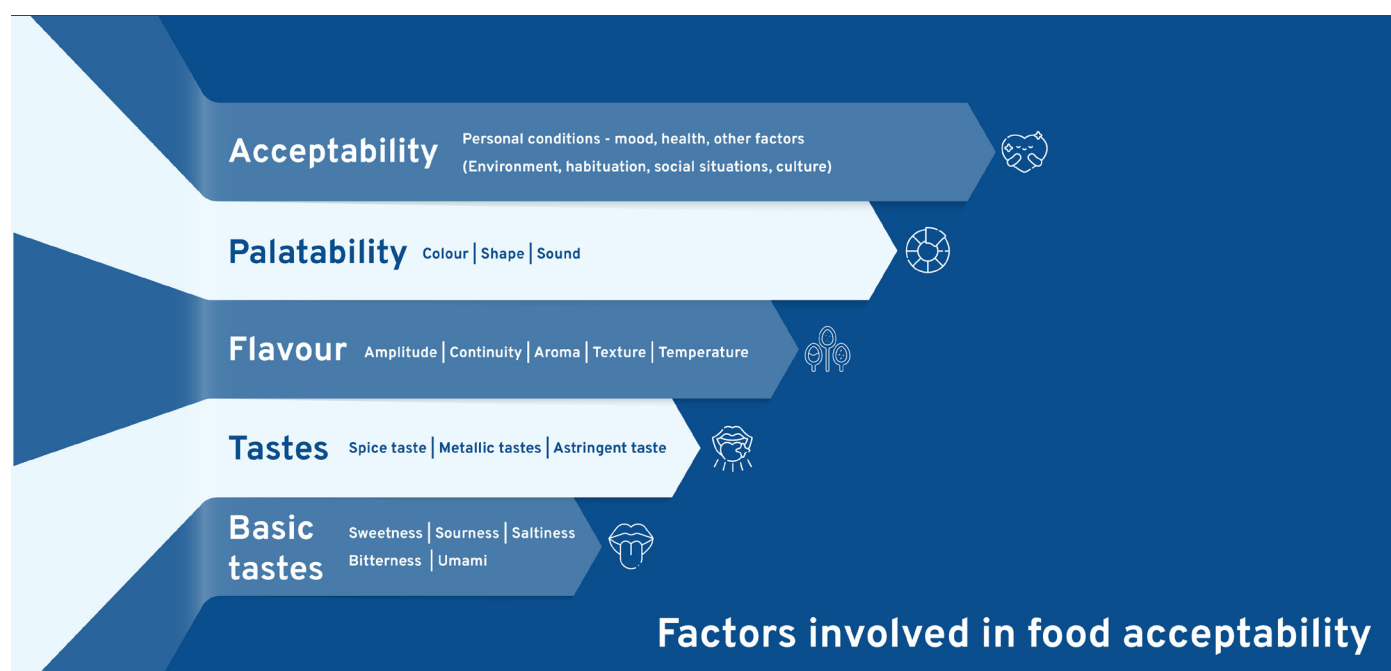 Acceptability
Personal conditions - mood, health, other factors
(Environment, habituation, social situations, culture)
Palatability
Colour | Shape | Sound
Flavour
Amplitude | Continuity | Aroma | Texture | Temperature
Tastes
Spice taste | Metallic tastes | Astringent taste
Basic
tastes
Sweetness | Sourness | Saltiness
Bitterness | Umami
Factors involved in food acceptability